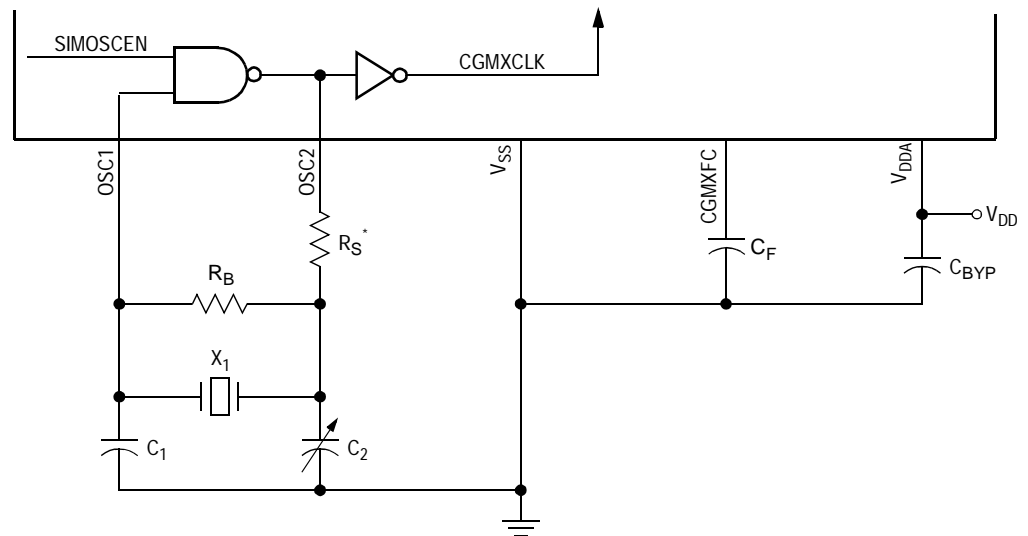 SIMOSCEN
CGMXCLK
OSC1
OSC2
VSS
CGMXFC
VDDA
VDD
RS*
CF
CBYP
RB
X1
C1
C2